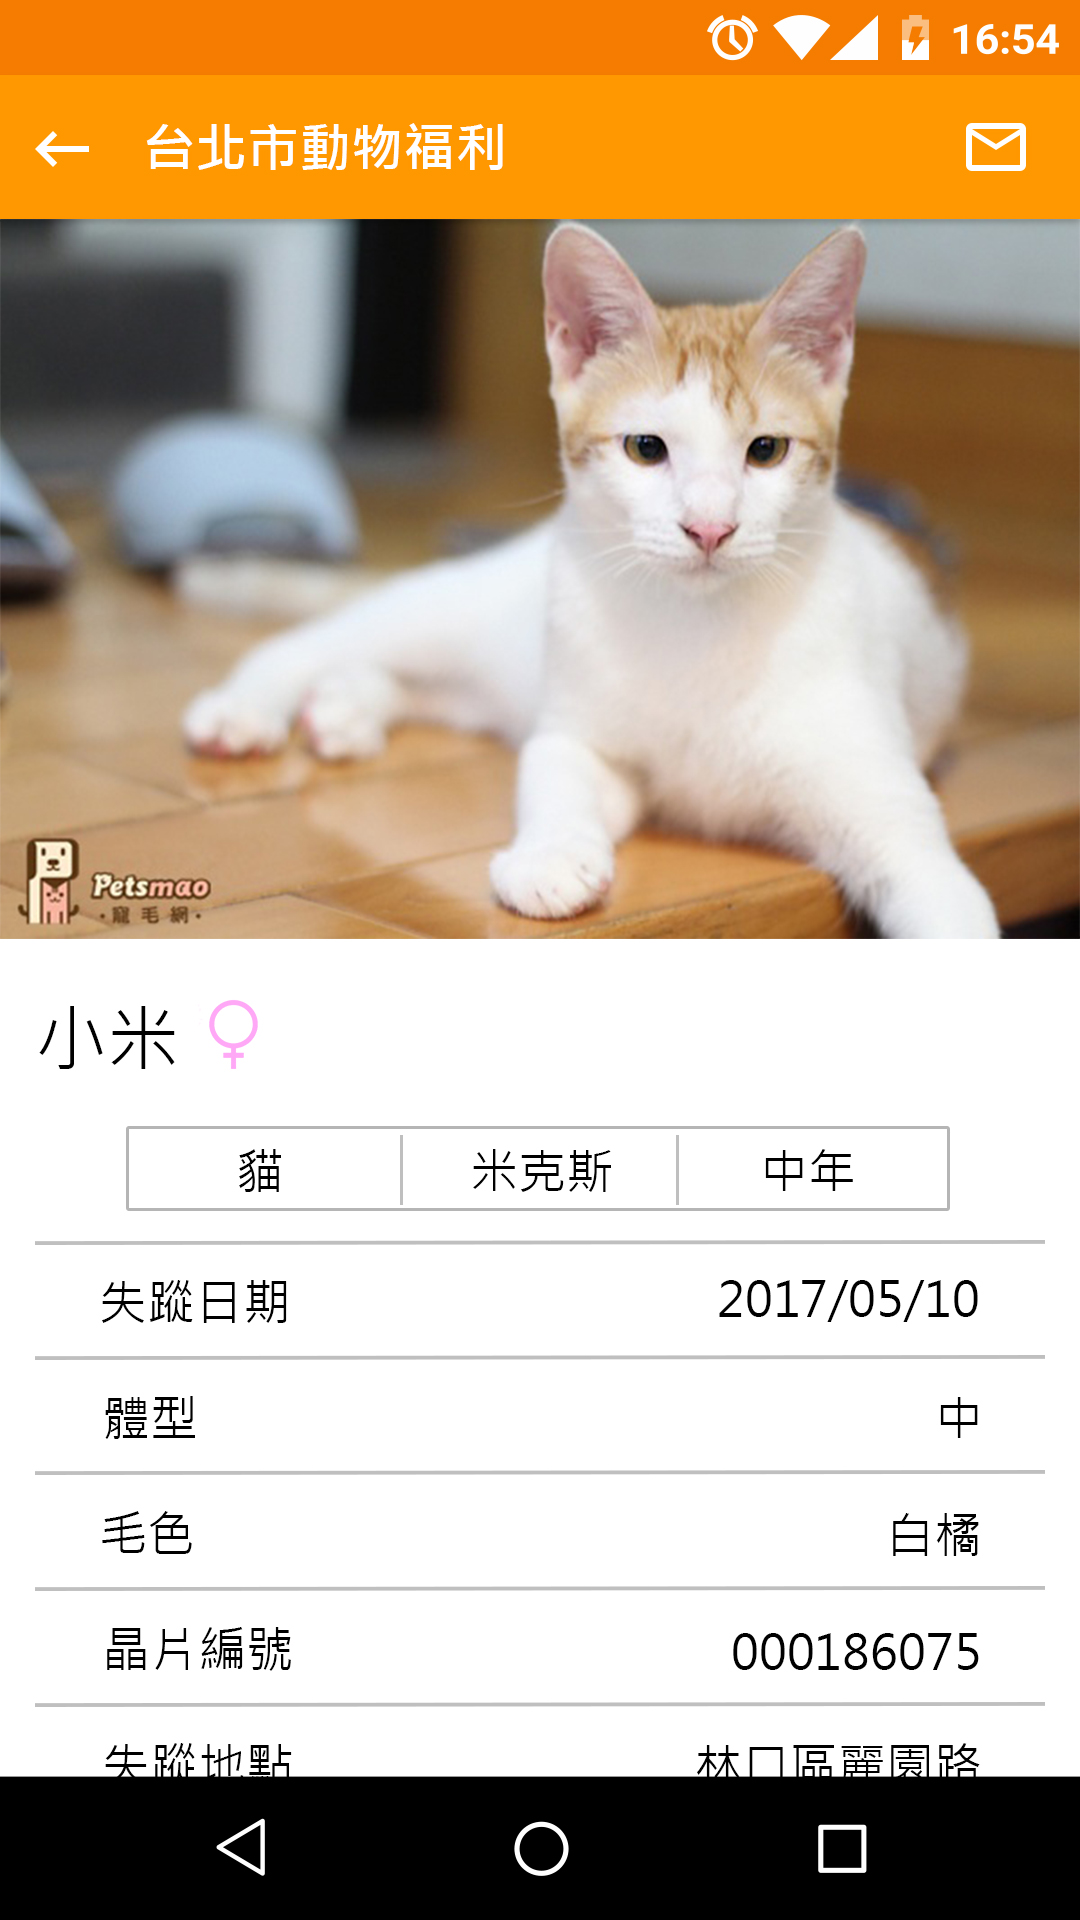 16:54
台北市動物福利
Petsmao
·寵毛網·
小米 ♀
貓 米克斯 中年
失蹤日期 2017/05/10
體型 中
毛色 白橘
晶片編號 000186075
失蹤地點 林口區麗園路